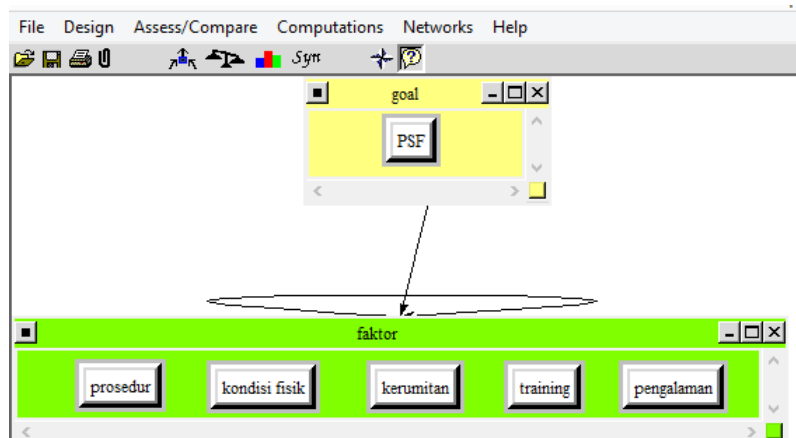 File Design Assess/Compare Computations Networks Help
Syn
goal
PSF
faktor
prosedur kondisi fisik kerumitan training pengalaman